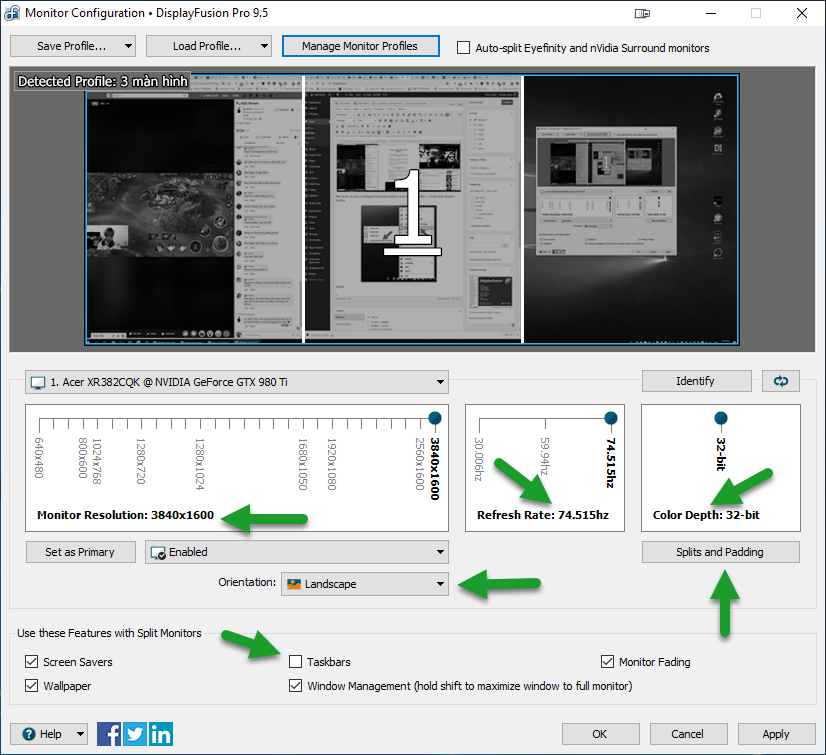 Monitor Configuration • DisplayFusion Pro 9.5
Save Profile... Load Profile... Manage Monitor Profiles Auto-split Eyefinity and nVidia Surround monitors
Detected Profile: 3 màn hình
1
1. Acer XR382CQK @ NVIDIA GeForce GTX 980 Ti Identify
640x480 800x600 1024x768 1280x720 1280x1024 1680x1050 1920x1080 2560x1600 3840x1600
30.006hz 59.94hz 74.515hz
32-bit
Monitor Resolution: 3840x1600 Refresh Rate: 74.515hz Color Depth: 32-bit
Set as Primary Enabled Splits and Padding
Orientation: Landscape
Use these Features with Split Monitors
Screen Savers Taskbars Monitor Fading
Wallpaper Window Management (hold shift to maximize window to full monitor)
? Help f in OK Cancel Apply